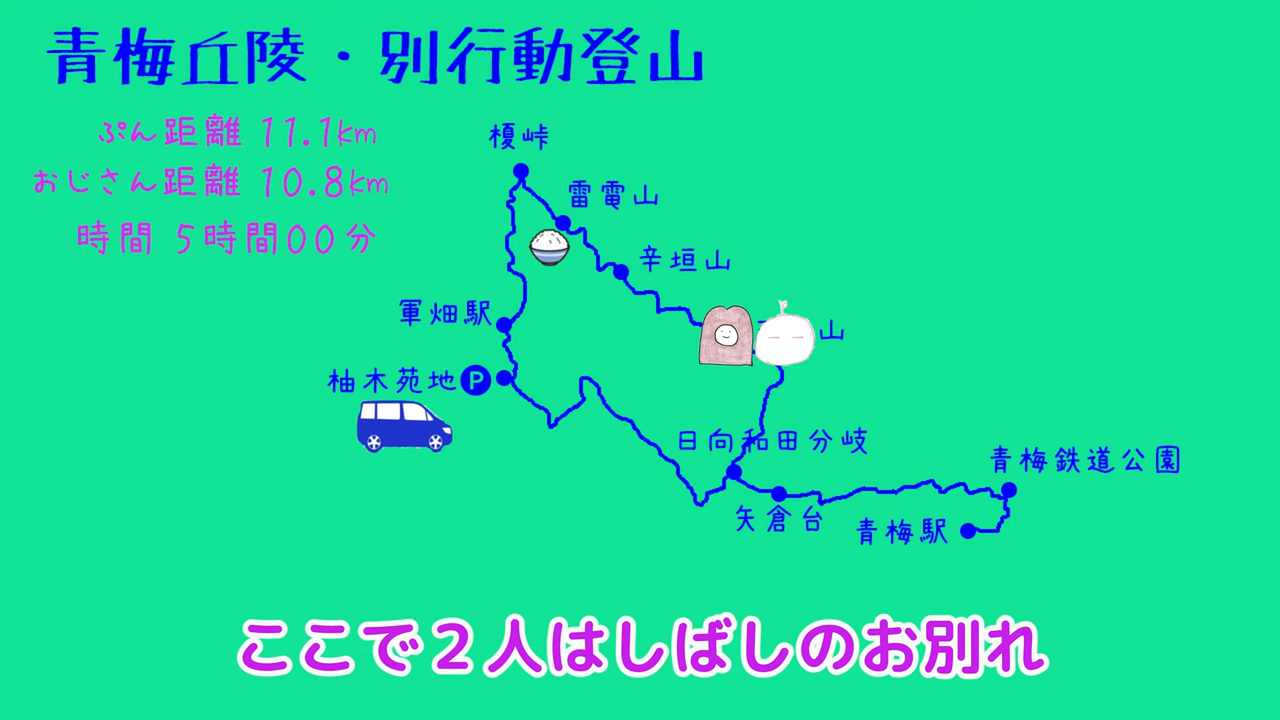 青梅丘陵・別行動登山
ぷん距離 11.1km
おじさん距離 10.8km
時間 5時間00分
榎峠
雷電山
辛垣山
軍畑駅
山
柚木苑地 P
日向和田分岐
青梅鉄道公園
矢倉台
青梅駅
ここで２人はしばしのお別れ